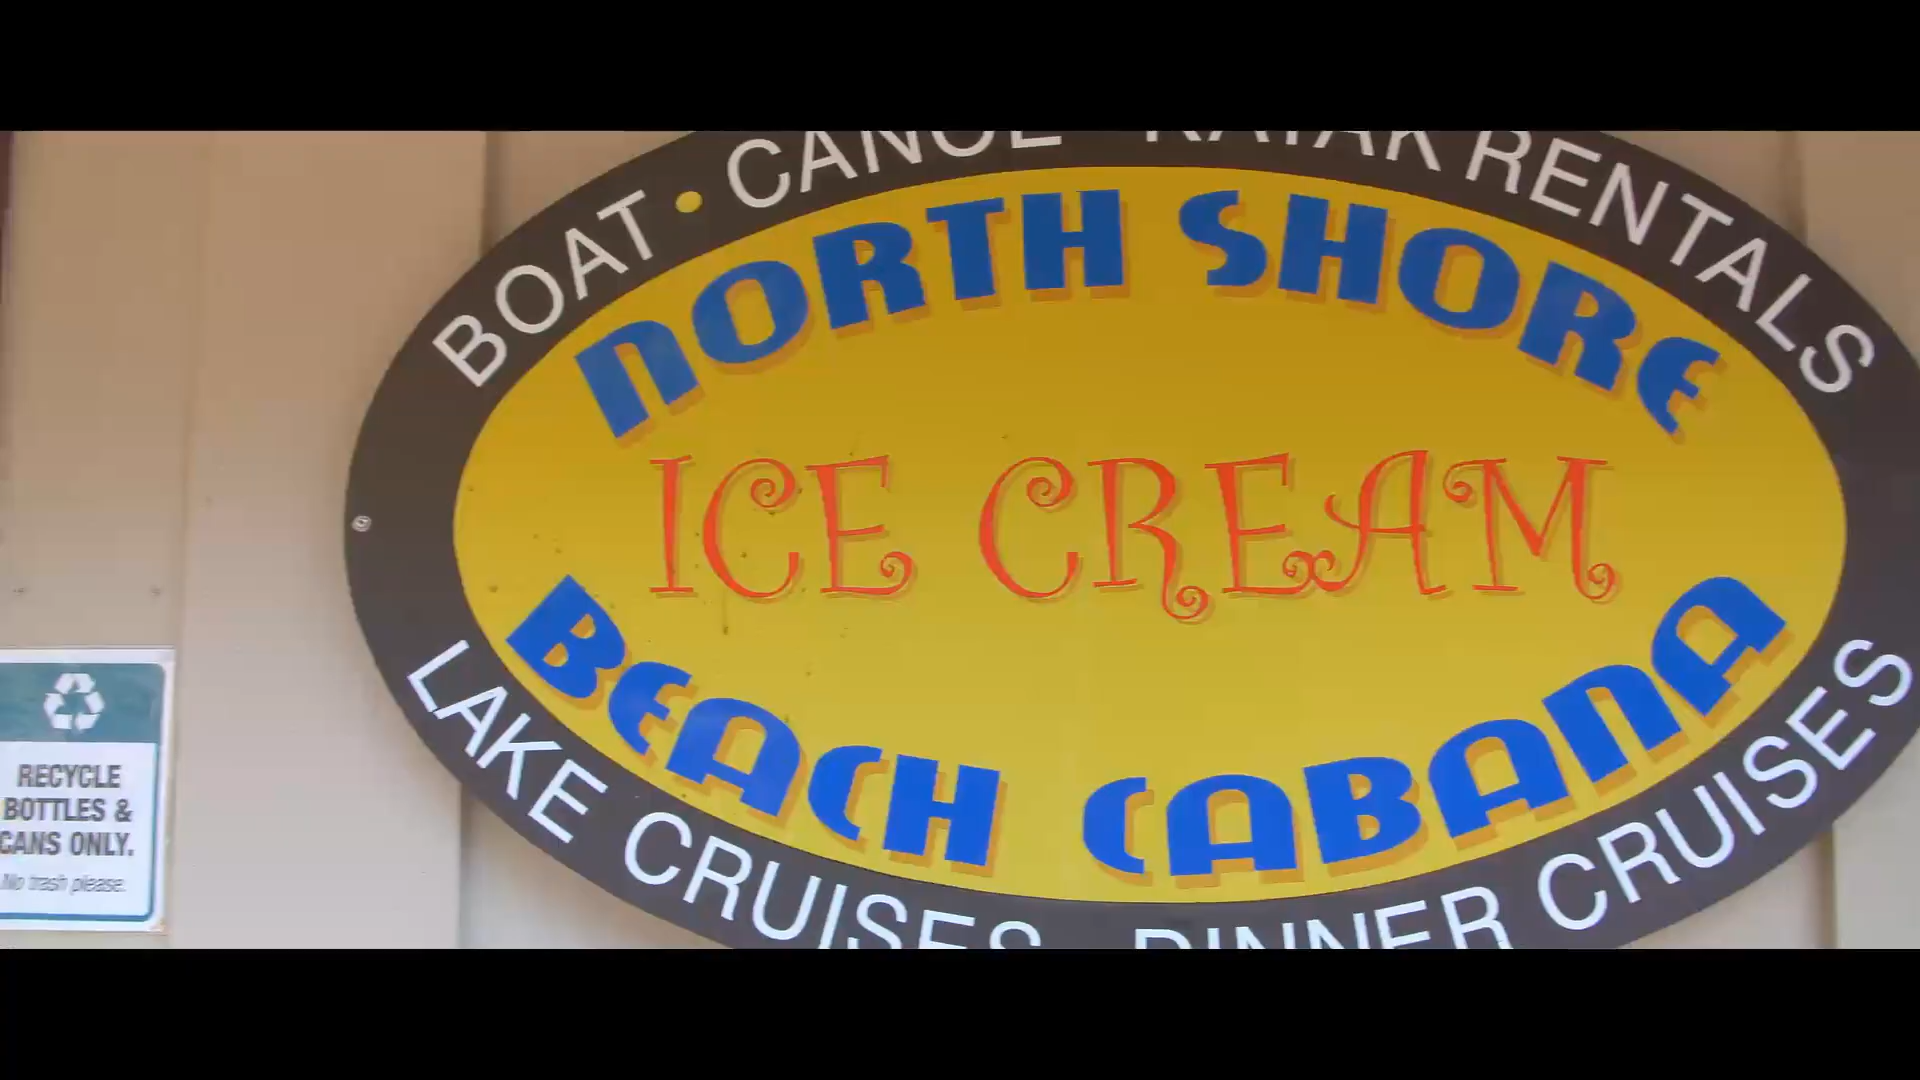 BOAT • CANOE KAYAK RENTALS
NORTH SHORE
ICE CREAM
BEACH CABANA
LAKE CRUISES DINNER CRUISES
RECYCLE
BOTTLES &
CANS ONLY.
No trash please.